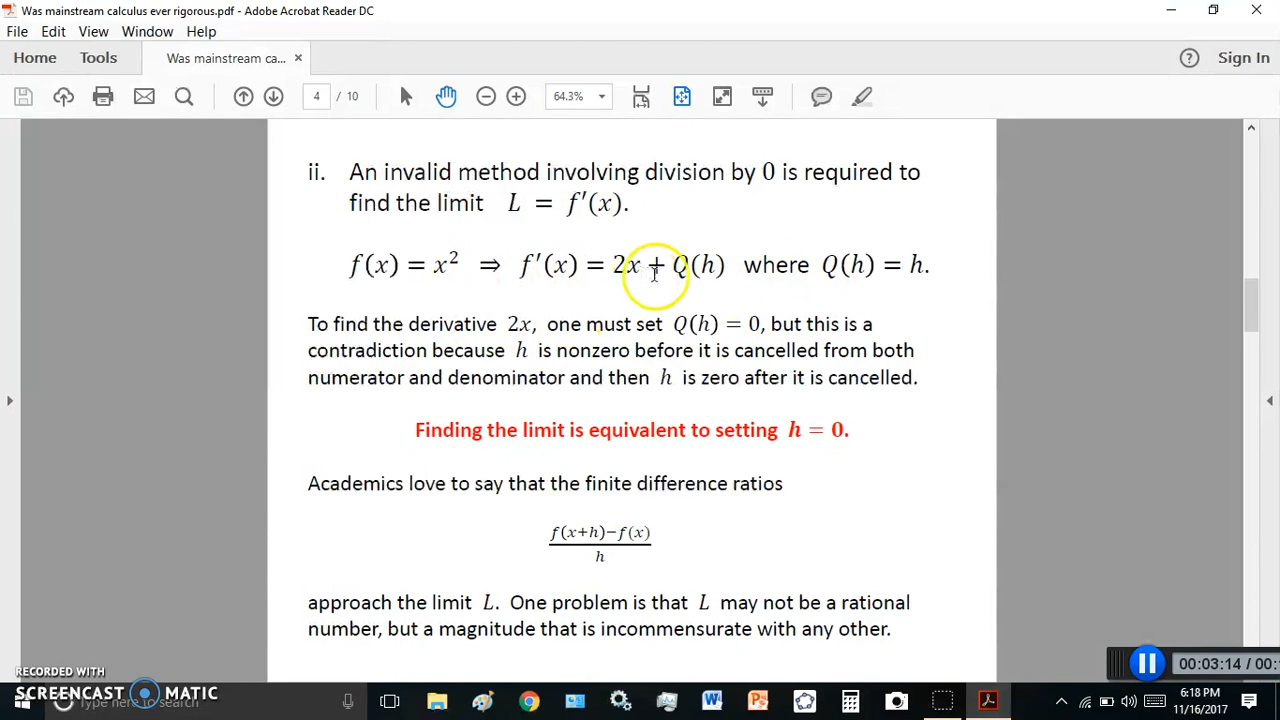 Was mainstream calculus ever rigorous.pdf - Adobe Acrobat Reader DC
File Edit View Window Help
Home Tools Was mainstream ca... × Sign In
4 / 10 64.3%
ii. An invalid method involving division by 0 is required to
find the limit L = f′(x).
f(x) = x² ⇒ f′(x) = 2x + Q(h) where Q(h) = h.
To find the derivative 2x, one must set Q(h) = 0, but this is a
contradiction because h is nonzero before it is cancelled from both
numerator and denominator and then h is zero after it is cancelled.
Finding the limit is equivalent to setting h = 0.
Academics love to say that the finite difference ratios
f(x+h)−f(x)
h
approach the limit L. One problem is that L may not be a rational
number, but a magnitude that is incommensurate with any other.
RECORDED WITH
SCREENCAST MATIC
Type here to search
00:03:14 / 00:
6:18 PM
11/16/2017